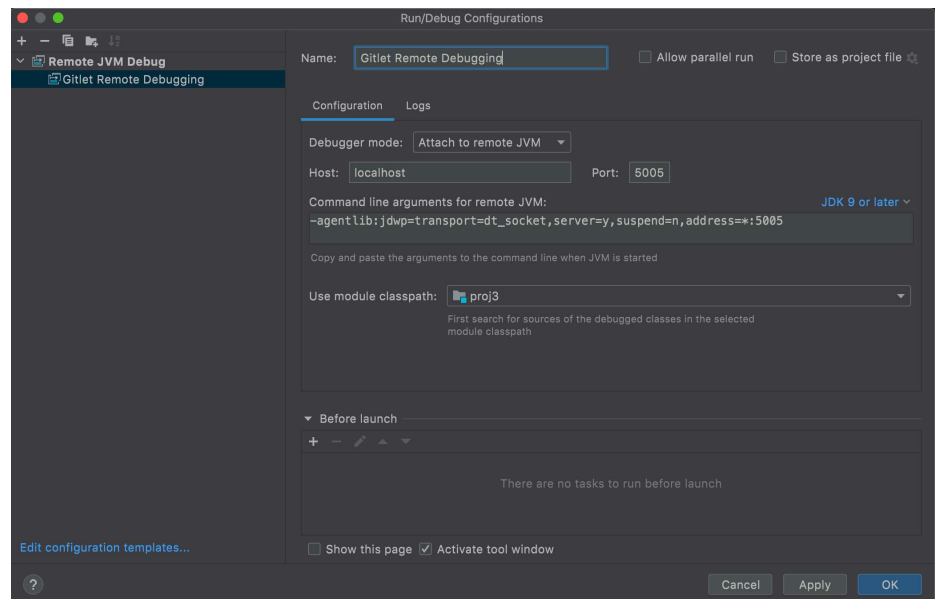 Run/Debug Configurations
Remote JVM Debug
Gitlet Remote Debugging
Name: Gitlet Remote Debugging
Allow parallel run
Store as project file
Configuration Logs
Debugger mode: Attach to remote JVM
Host: localhost Port: 5005
Command line arguments for remote JVM: JDK 9 or later
-agentlib:jdwp=transport=dt_socket,server=y,suspend=n,address=*:5005
Copy and paste the arguments to the command line when JVM is started
Use module classpath: proj3
First search for sources of the debugged classes in the selected
module classpath
Before launch
There are no tasks to run before launch
Edit configuration templates...
Show this page Activate tool window
? Cancel Apply OK